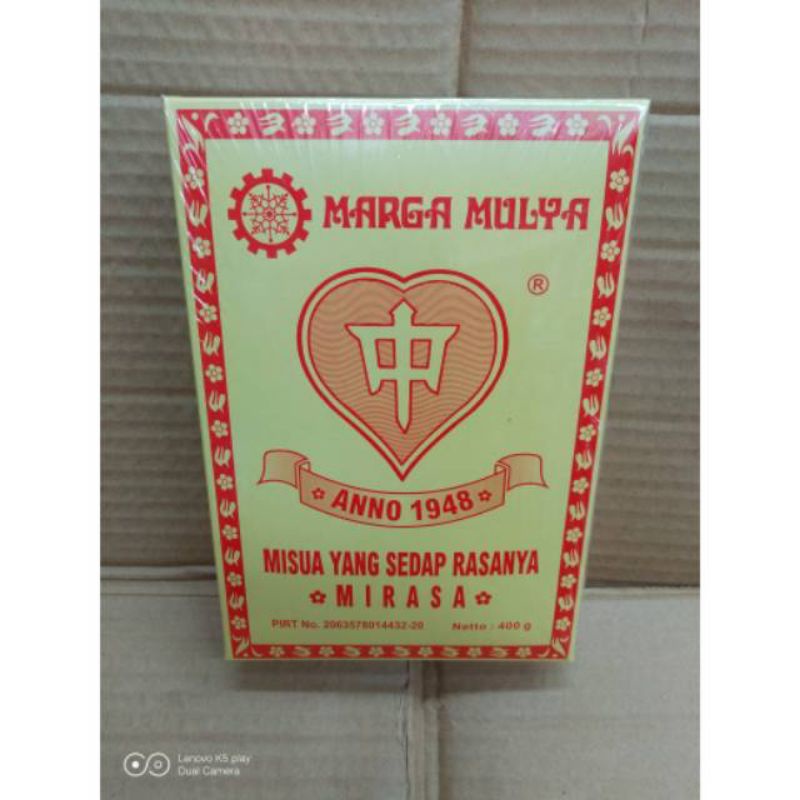 MARGA MULYA
®
中
ANNO 1948
MISUA YANG SEDAP RASANYA
MIRASA
PIRT No. 2063578014432-20 Netto : 400 g
Lenovo K5 play
Dual Camera